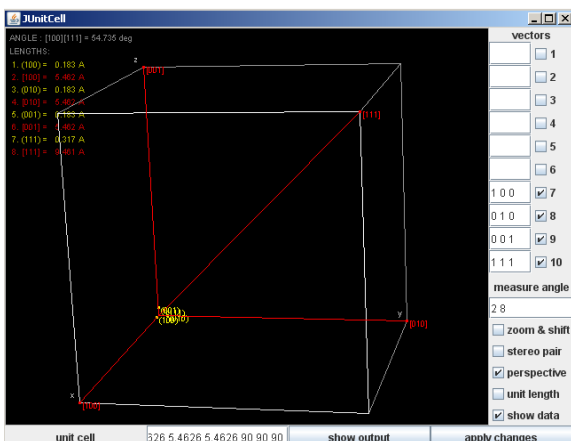 JUnitCell
ANGLE : [100][111] = 54.735 deg
LENGTHS:
1. (100) = 0.183 A
2. [100] = 5.462 A
3. (010) = 0.183 A
4. [010] = 5.462 A
5. (001) = 0.183 A
6. [001] = 5.462 A
7. (111) = 0.317 A
8. [111] = 9.461 A
z
[001]
[111]
(001)
(100)
y
[010]
x
[100]
vectors
1
2
3
4
5
6
1 0 0 7
0 1 0 8
0 0 1 9
1 1 1 10
measure angle
2 8
zoom & shift
stereo pair
perspective
unit length
show data
unit cell
626 5.4626 5.4626 90 90 90
show output
apply changes